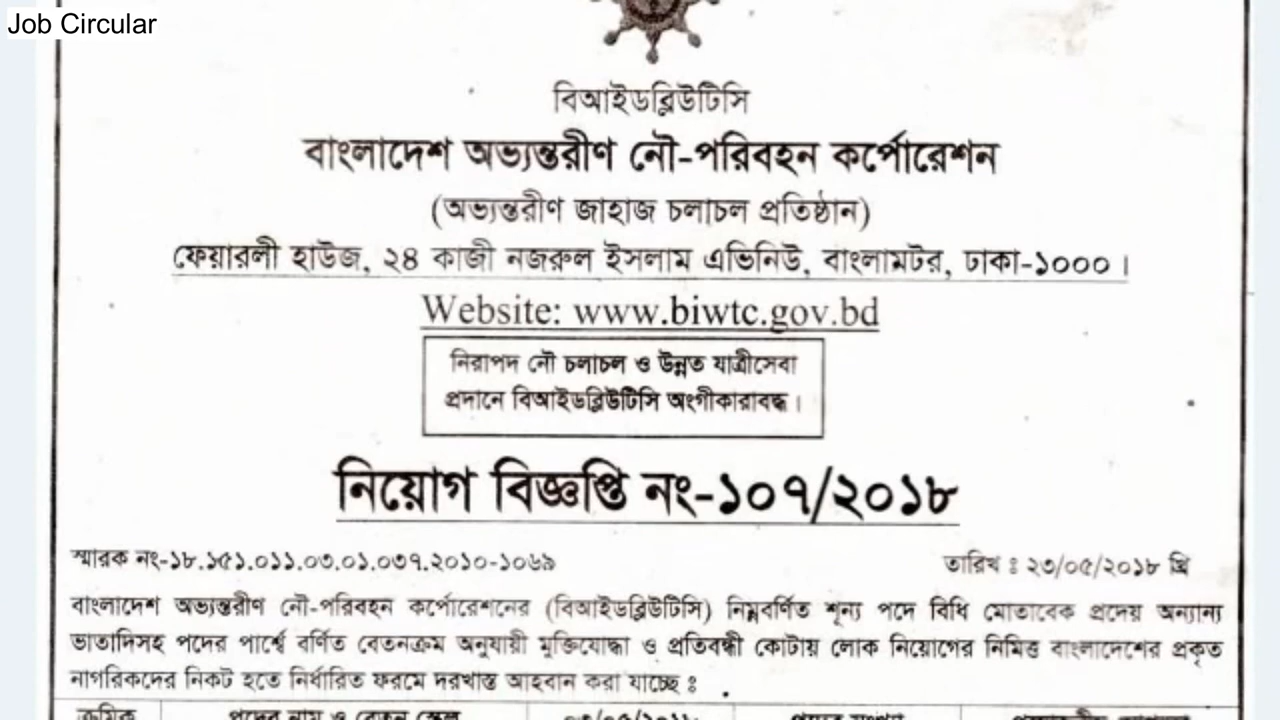 Job Circular
বিআইডব্লিউটিসি
বাংলাদেশ অভ্যন্তরীণ নৌ-পরিবহন কর্পোরেশন
(অভ্যন্তরীণ জাহাজ চলাচল প্রতিষ্ঠান)
ফেয়ারলী হাউজ, ২৪ কাজী নজরুল ইসলাম এভিনিউ, বাংলামটর, ঢাকা-১০০০।
Website: www.biwtc.gov.bd
নিরাপদ নৌ চলাচল ও উন্নত যাত্রীসেবা
প্রদানে বিআইডব্লিউটিসি অংগীকারাবদ্ধ।
নিয়োগ বিজ্ঞপ্তি নং-১০৭/২০১৮
স্মারক নং-১৮.১৫১.০১১.০৩.০১.০৩৭.২০১০-১০৬৯
তারিখ ঃ ২৩/০৫/২০১৮ খ্রি
বাংলাদেশ অভ্যন্তরীণ নৌ-পরিবহন কর্পোরেশনের (বিআইডব্লিউটিসি) নিম্নবর্ণিত শূন্য পদে বিধি মোতাবেক প্রদেয় অন্যান্য
ভাতাদিসহ পদের পার্শ্বে বর্ণিত বেতনক্রম অনুযায়ী মুক্তিযোদ্ধা ও প্রতিবন্ধী কোটায় লোক নিয়োগের নিমিত্ত বাংলাদেশের প্রকৃত
নাগরিকদের নিকট হতে নির্ধারিত ফরমে দরখাস্ত আহবান করা যাচ্ছে ঃ
ক্রমিক পদের নাম ও বেতন স্কেল